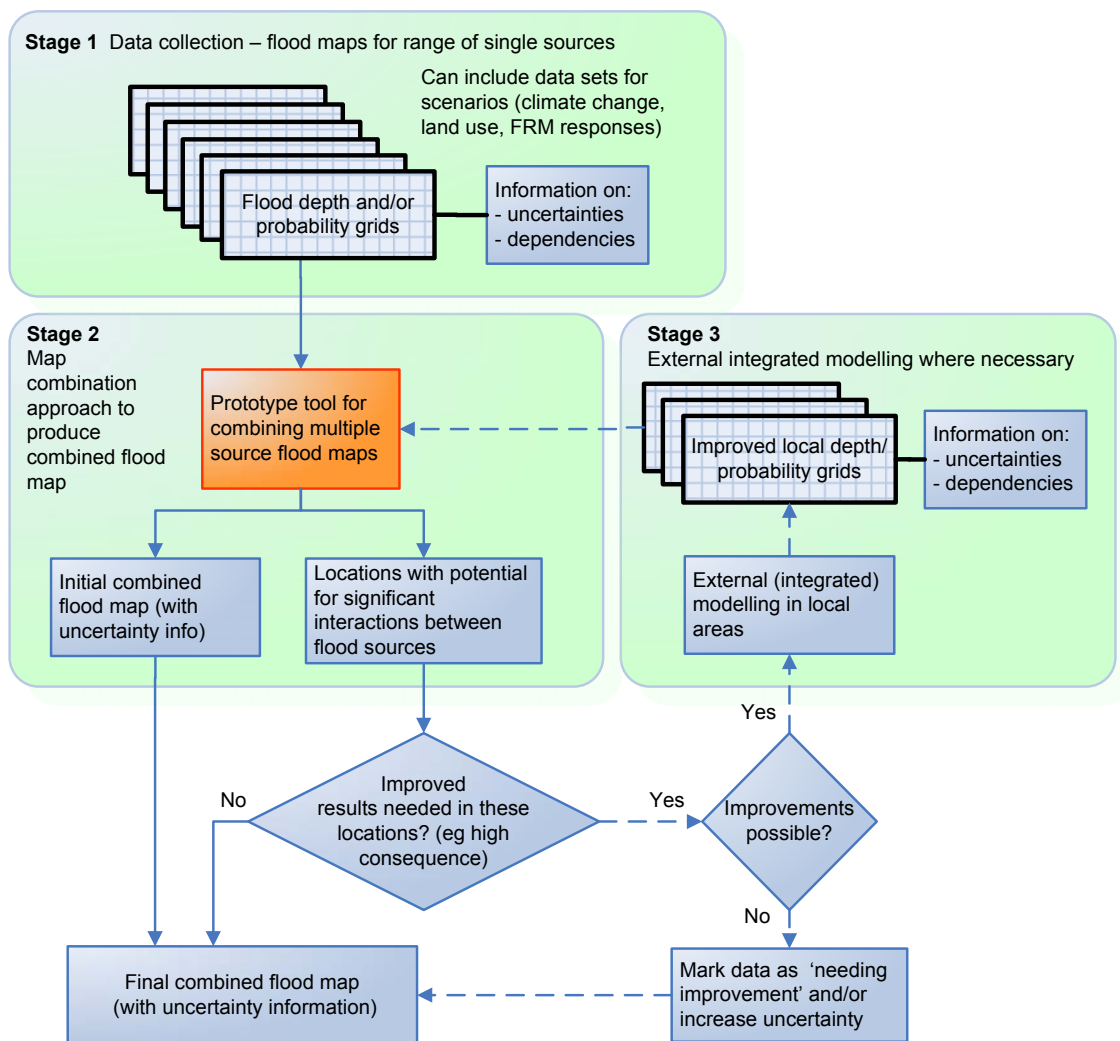 Stage 1 Data collection – flood maps for range of single sources
Can include data sets for
scenarios (climate change,
land use, FRM responses)
Flood depth and/or
probability grids
Information on:
- uncertainties
- dependencies
Stage 2
Map
combination
approach to
produce
combined flood
map
Prototype tool for
combining multiple
source flood maps
Initial combined
flood map (with
uncertainty info)
Locations with potential
for significant
interactions between
flood sources
Stage 3
External integrated modelling where necessary
Improved local depth/
probability grids
Information on:
- uncertainties
- dependencies
External (integrated)
modelling in local
areas
Yes
No
Improved
results needed in these
locations? (eg high
consequence)
Yes
Improvements
possible?
No
Final combined flood map
(with uncertainty information)
Mark data as ‘needing
improvement’ and/or
increase uncertainty